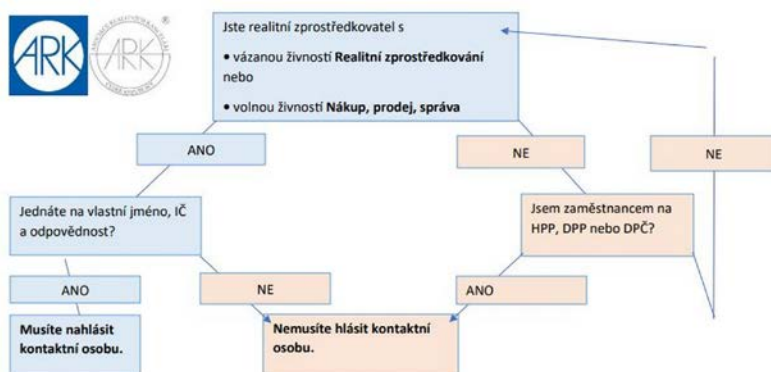 ARK
ARK
Jste realitní zprostředkovatel s
• vázanou živností Realitní zprostředkování
nebo
• volnou živností Nákup, prodej, správa
ANO
NE
NE
Jednáte na vlastní jméno, IČ
a odpovědnost?
Jsem zaměstnancem na
HPP, DPP nebo DPČ?
ANO
NE
ANO
Musíte nahlásit
kontaktní osobu.
Nemusíte hlásit kontaktní
osobu.